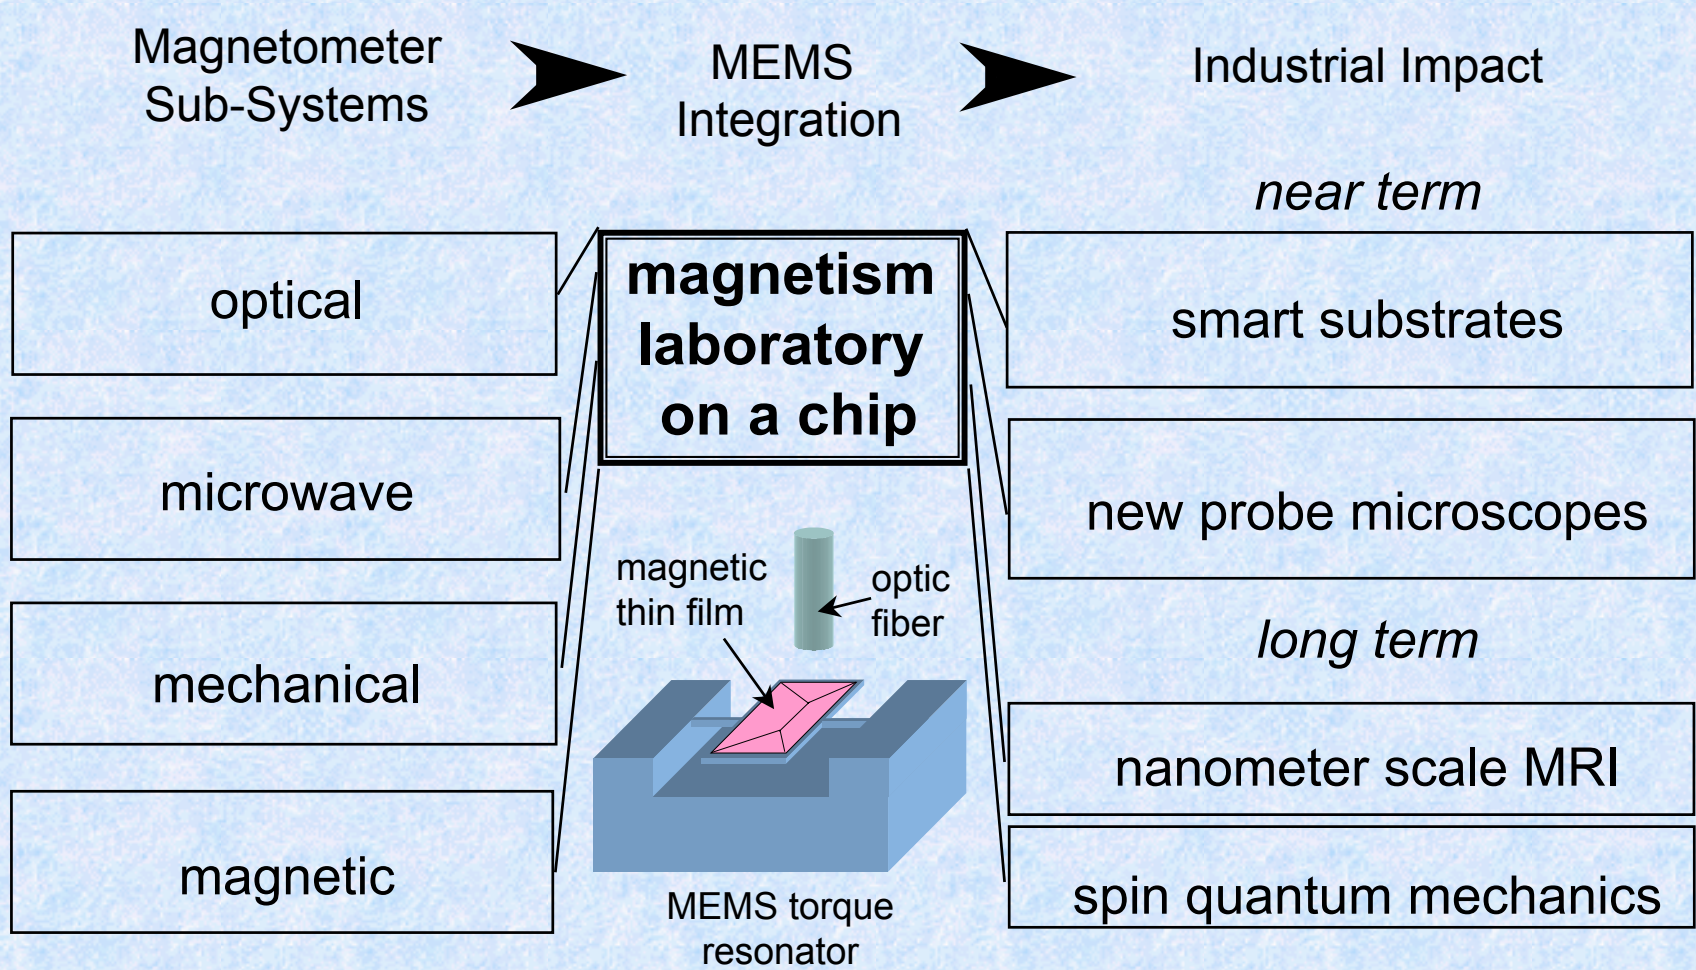 Magnetometer
Sub-Systems
MEMS
Integration
Industrial Impact
near term
optical
microwave
mechanical
magnetic
magnetism
laboratory
on a chip
magnetic
thin film
optic
fiber
MEMS torque
resonator
smart substrates
new probe microscopes
long term
nanometer scale MRI
spin quantum mechanics